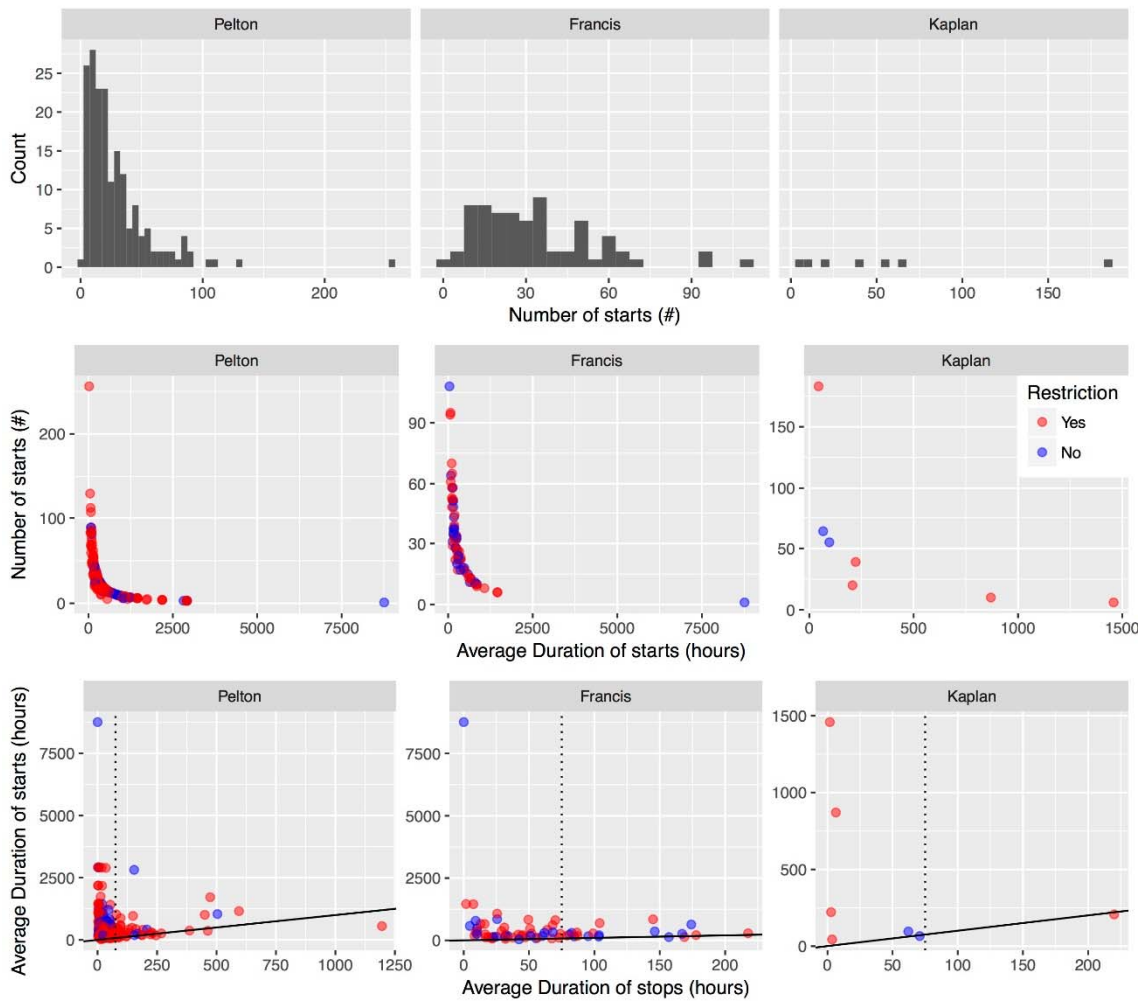 Pelton Francis Kaplan
25
20
15
10
5
0
Count
0 100 200 0 30 60 90 0 50 100 150
Number of starts (#)
Pelton Francis Kaplan
200
100
0
90
60
30
0
150
100
50
0
Number of starts (#)
Restriction
Yes
No
0 2500 5000 7500 0 2500 5000 7500 0 500 1000 1500
Average Duration of starts (hours)
Pelton Francis Kaplan
7500
5000
2500
0
7500
5000
2500
0
1500
1000
500
0
Average Duration of starts (hours)
0 250 500 750 1000 1250 0 50 100 150 200 0 50 100 150 200
Average Duration of stops (hours)